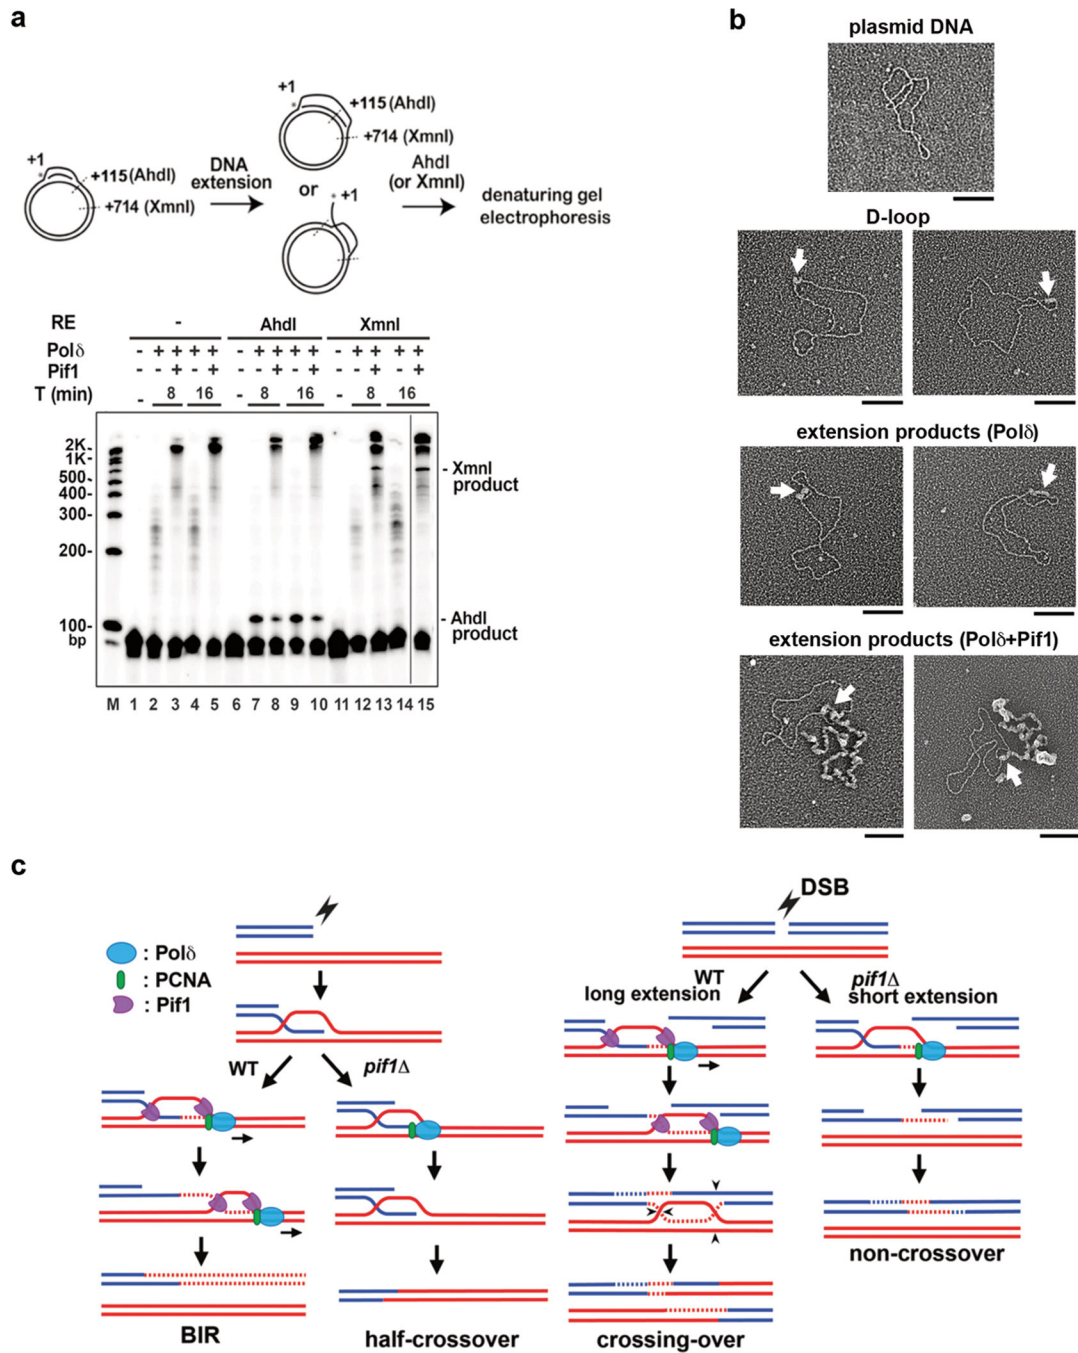 a
+1
+115 (AhdI)
+714 (XmnI)
DNA
extension
+1
+115 (AhdI)
+714 (XmnI)
or
+1
AhdI
(or XmnI)
denaturing gel
electrophoresis
RE - AhdI XmnI
Polδ - + + + + - + + + + - + + + +
Pif1 - - + - + - - + - + - - + - +
T (min) - 8 16 - 8 16 - 8 16
2K-
1K-
500-
400-
300-
200-
100-
bp
- XmnI
product
- AhdI
product
M 1 2 3 4 5 6 7 8 9 10 11 12 13 14 15
b
plasmid DNA
D-loop
extension products (Polδ)
extension products (Polδ+Pif1)
c
: Polδ
: PCNA
: Pif1
WT
pif1Δ
BIR
half-crossover
DSB
WT
long extension
pif1Δ
short extension
crossing-over
non-crossover